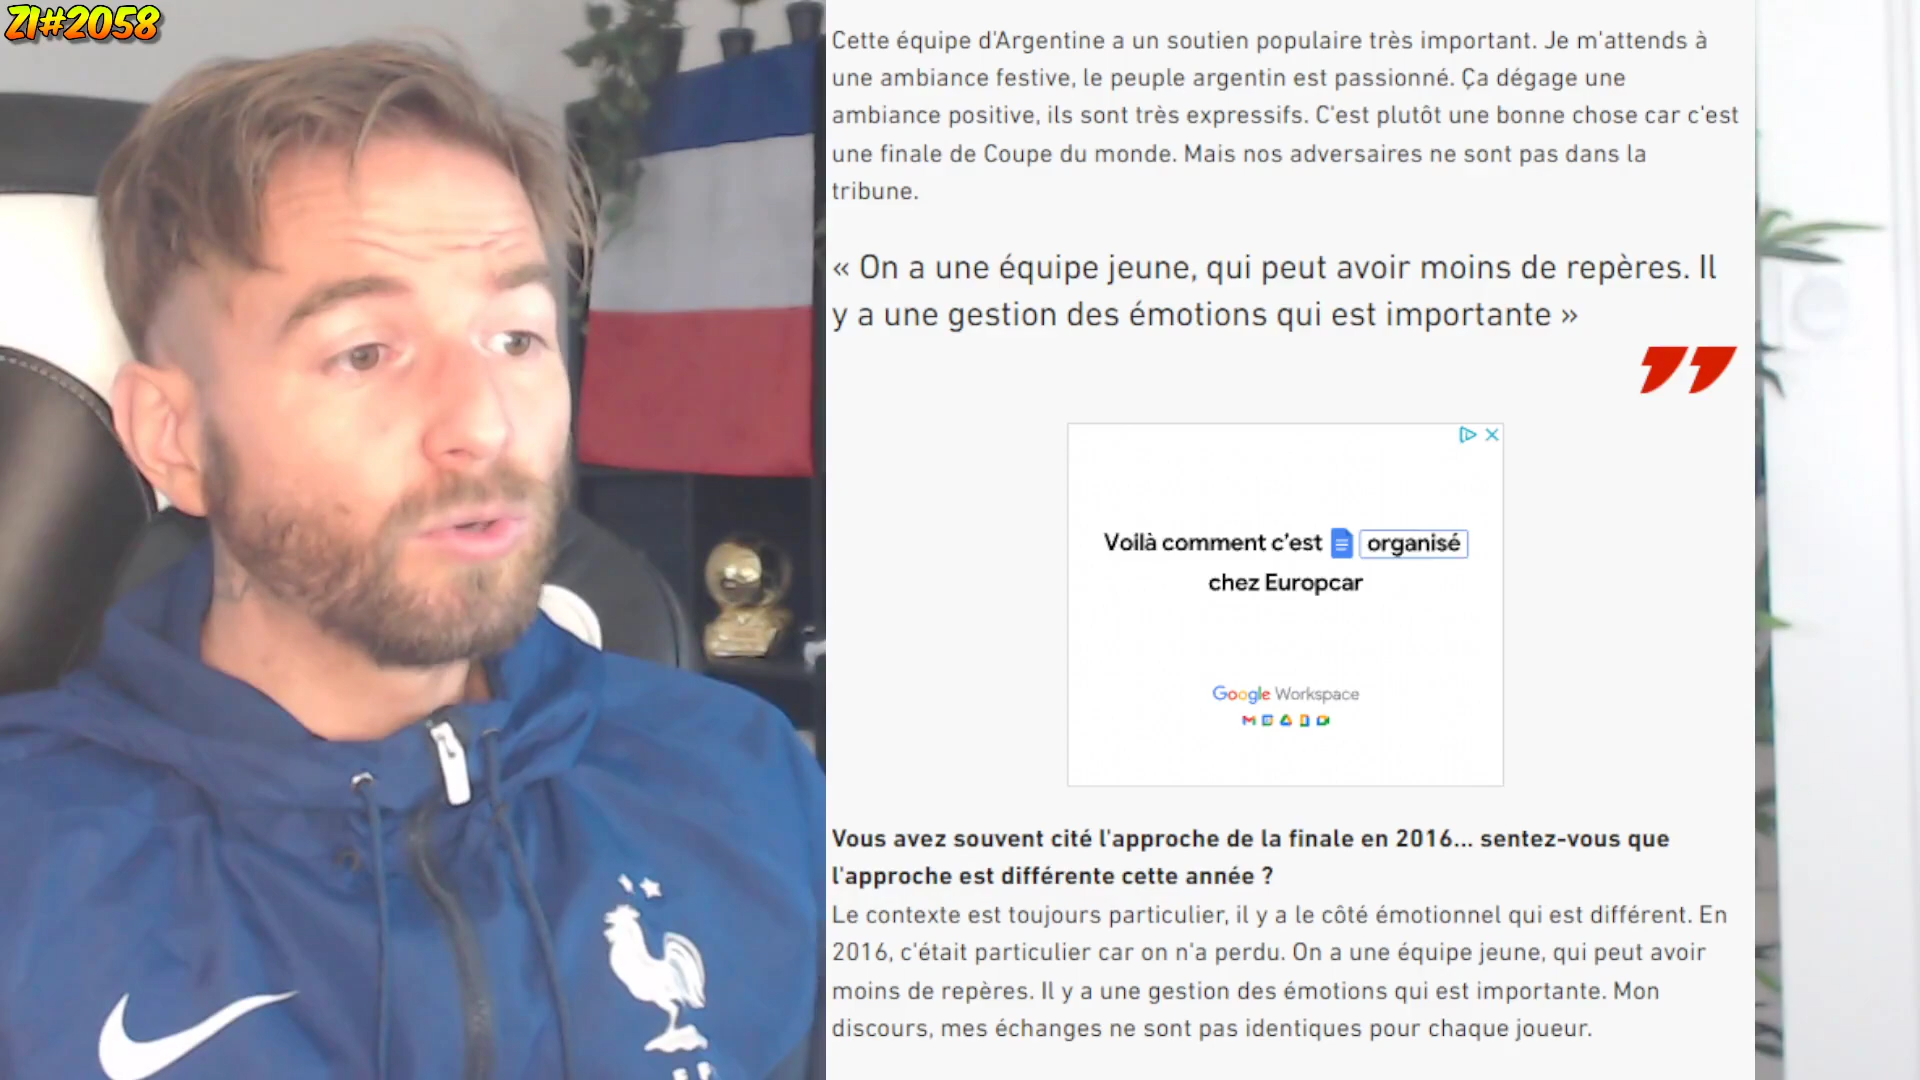 ZI#2058
Cette équipe d'Argentine a un soutien populaire très important. Je m'attends à
une ambiance festive, le peuple argentin est passionné. Ça dégage une
ambiance positive, ils sont très expressifs. C'est plutôt une bonne chose car c'est
une finale de Coupe du monde. Mais nos adversaires ne sont pas dans la
tribune.
« On a une équipe jeune, qui peut avoir moins de repères. Il
y a une gestion des émotions qui est importante »
Voilà comment c'est organisé
chez Europcar
Google Workspace
Vous avez souvent cité l'approche de la finale en 2016... sentez-vous que
l'approche est différente cette année ?
Le contexte est toujours particulier, il y a le côté émotionnel qui est différent. En
2016, c'était particulier car on n'a perdu. On a une équipe jeune, qui peut avoir
moins de repères. Il y a une gestion des émotions qui est importante. Mon
discours, mes échanges ne sont pas identiques pour chaque joueur.